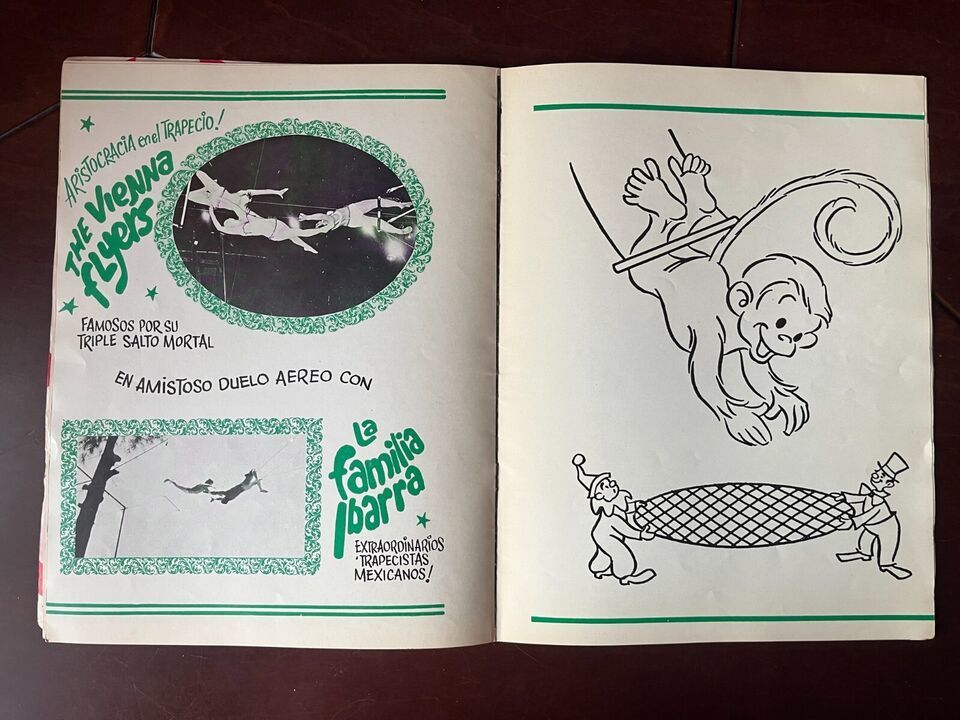 ARISTOCRACIA en el TRAPECIO!
THE VIENNA
FLYERS
FAMOSOS POR SU
TRIPLE SALTO MORTAL
EN AMISTOSO DUELO AEREO CON
La
familia
Ibarra
EXTRAORDINARIOS
TRAPECISTAS
MEXICANOS!